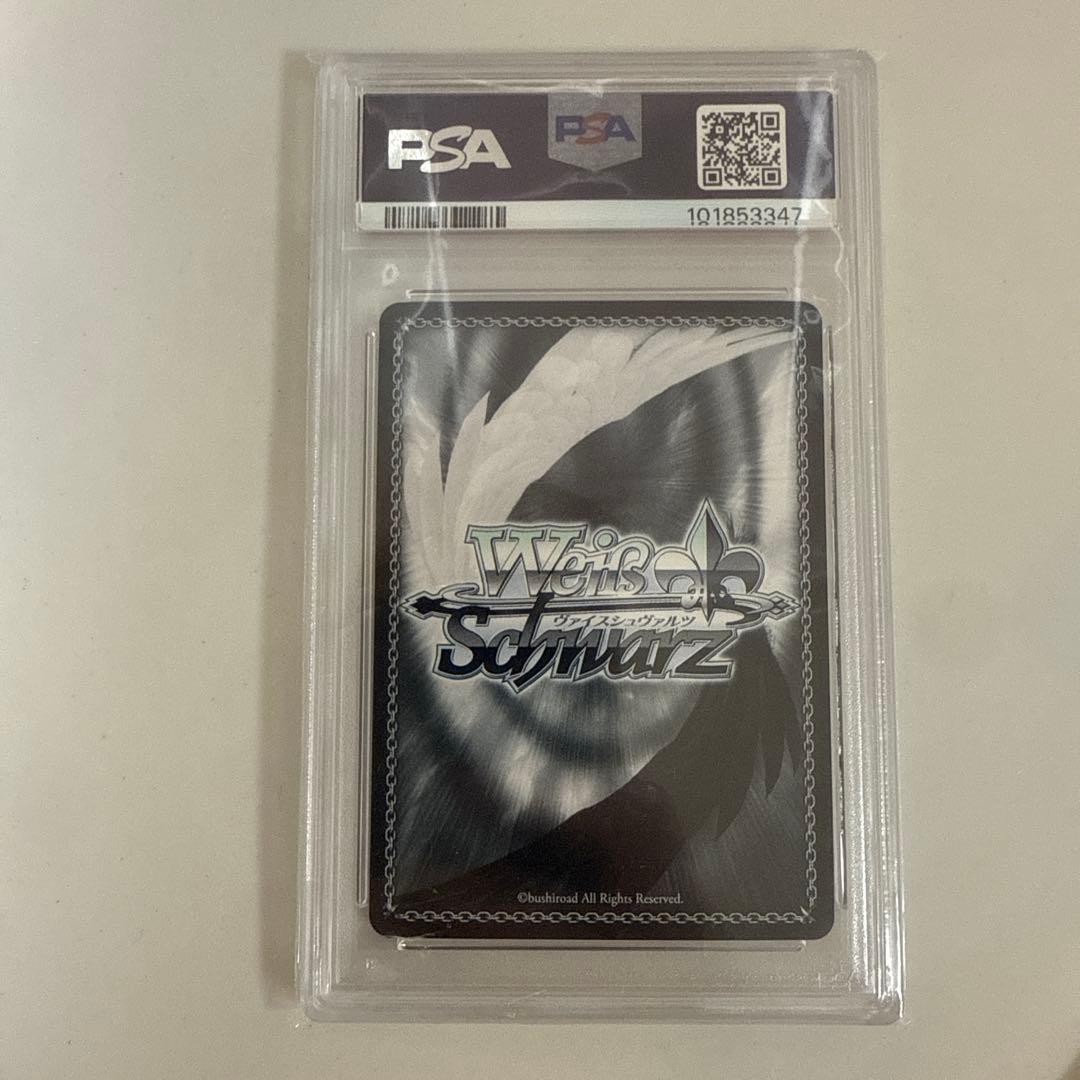 PSA
PSA
101853347
Weiß
ヴァイスシュヴァルツ
Schwarz
©bushiroad All Rights Reserved.